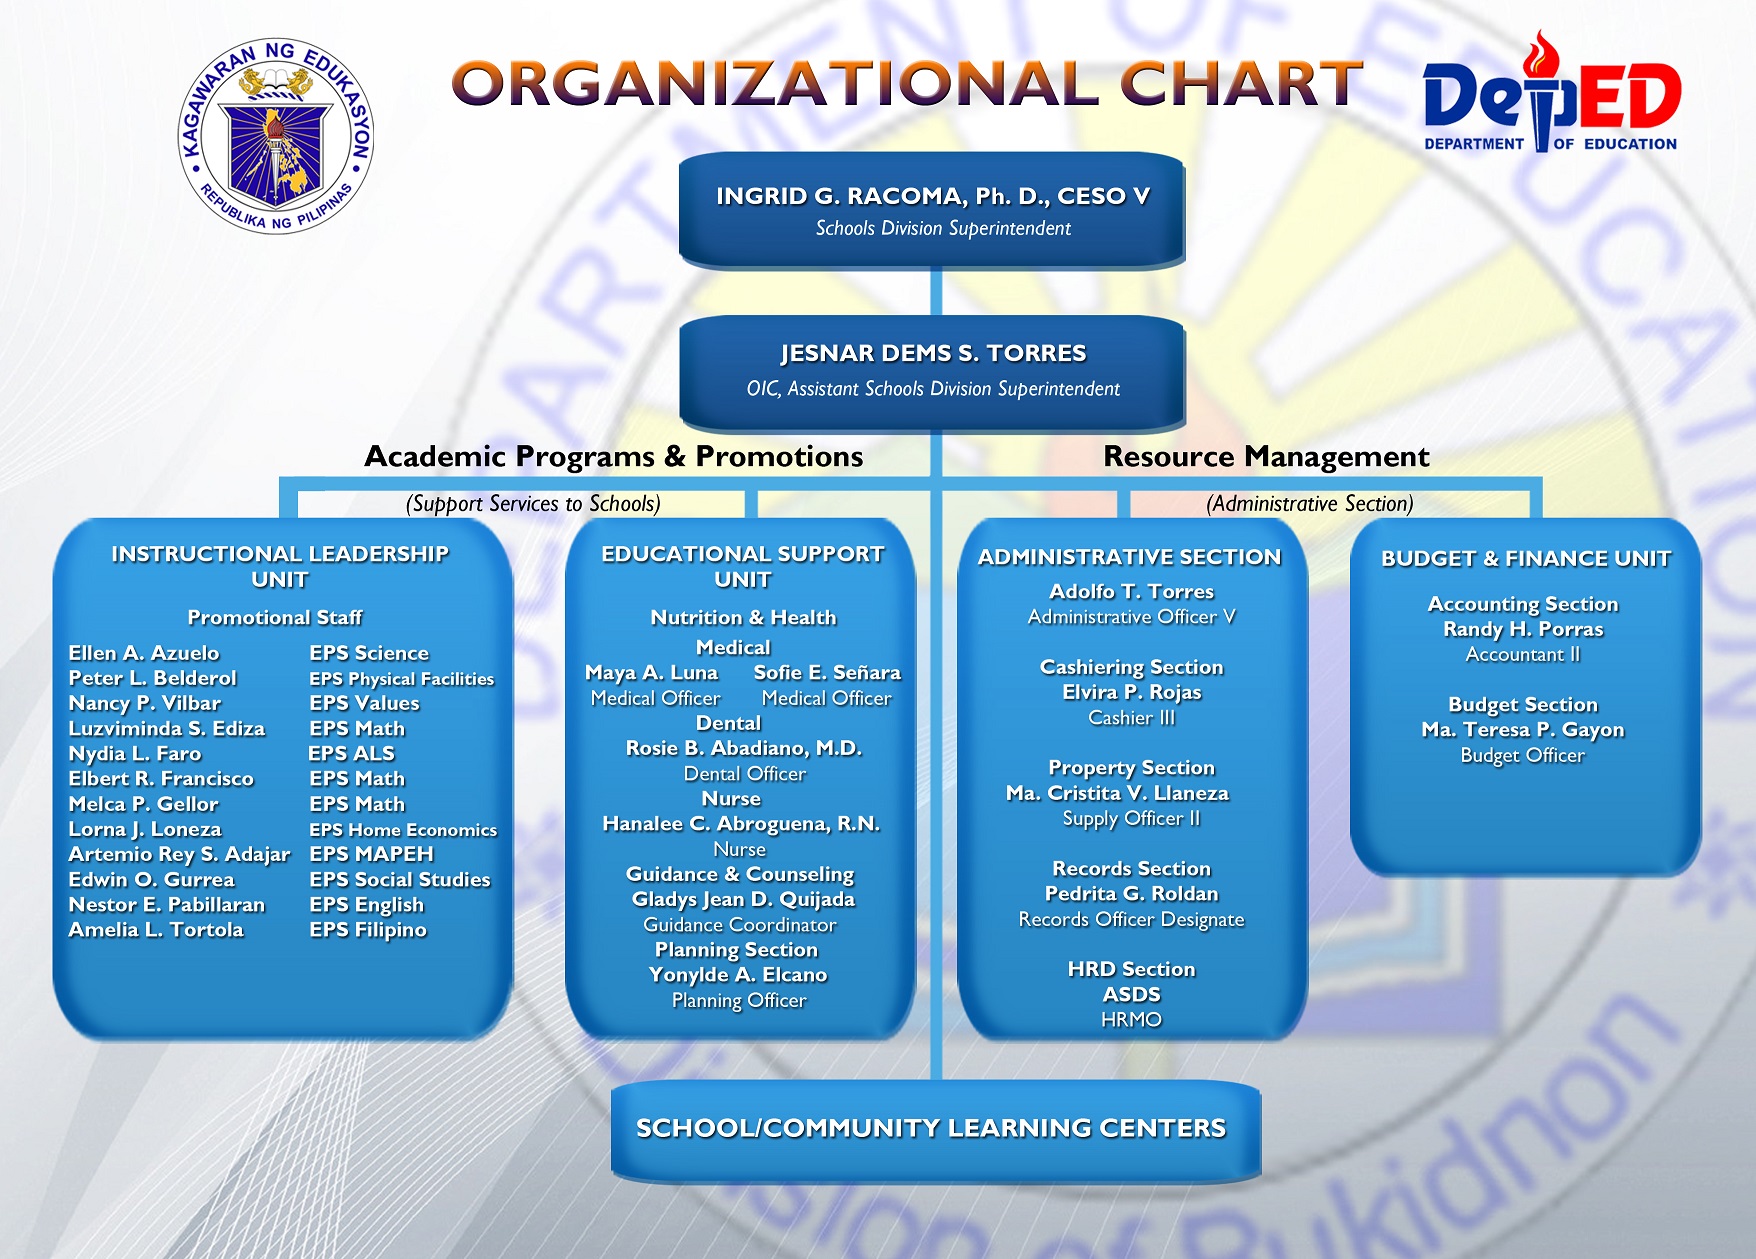 ORGANIZATIONAL CHART
KAGAWARAN NG EDUKASYON
REPUBLIKA NG PILIPINAS
DepED
DEPARTMENT OF EDUCATION
INGRID G. RACOMA, Ph. D., CESO V
Schools Division Superintendent
JESNAR DEMS S. TORRES
OIC, Assistant Schools Division Superintendent
Academic Programs & Promotions
(Support Services to Schools)
Resource Management
(Administrative Section)
INSTRUCTIONAL LEADERSHIP
UNIT
Promotional Staff
Ellen A. Azuelo EPS Science
Peter L. Belderol EPS Physical Facilities
Nancy P. Vilbar EPS Values
Luzviminda S. Ediza EPS Math
Nydia L. Faro EPS ALS
Elbert R. Francisco EPS Math
Melca P. Gellor EPS Math
Lorna J. Loneza EPS Home Economics
Artemio Rey S. Adajar EPS MAPEH
Edwin O. Gurrea EPS Social Studies
Nestor E. Pabillaran EPS English
Amelia L. Tortola EPS Filipino
EDUCATIONAL SUPPORT
UNIT
Nutrition & Health
Medical
Maya A. Luna Sofie E. Señara
Medical Officer Medical Officer
Dental
Rosie B. Abadiano, M.D.
Dental Officer
Nurse
Hanalee C. Abroguena, R.N.
Nurse
Guidance & Counseling
Gladys Jean D. Quijada
Guidance Coordinator
Planning Section
Yonylde A. Elcano
Planning Officer
ADMINISTRATIVE SECTION
Adolfo T. Torres
Administrative Officer V
Cashiering Section
Elvira P. Rojas
Cashier III
Property Section
Ma. Cristita V. Llaneza
Supply Officer II
Records Section
Pedrita G. Roldan
Records Officer Designate
HRD Section
ASDS
HRMO
BUDGET & FINANCE UNIT
Accounting Section
Randy H. Porras
Accountant II
Budget Section
Ma. Teresa P. Gayon
Budget Officer
SCHOOL/COMMUNITY LEARNING CENTERS
DEPARTMENT OF EDUCATION
of Bukidnon